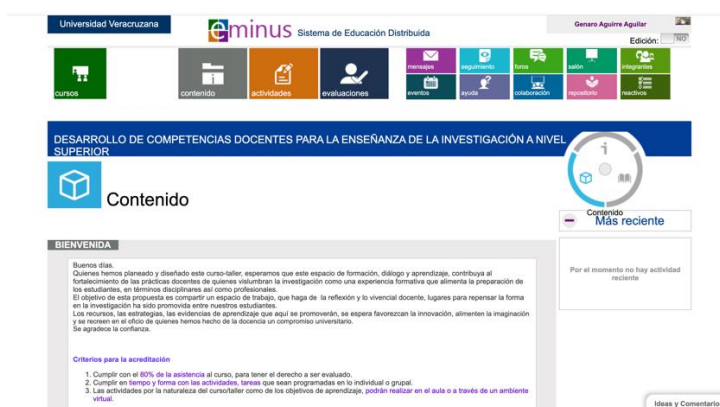 Universidad Veracruzana
eminus Sistema de Educación Distribuida
Genaro Aguirre Aguilar
Edición: NO
cursos
contenido
actividades
evaluaciones
mensajes
seguimiento
foros
salón
integrantes
eventos
ayuda
colaboración
repositorio
reactivos
DESARROLLO DE COMPETENCIAS DOCENTES PARA LA ENSEÑANZA DE LA INVESTIGACIÓN A NIVEL
SUPERIOR
Contenido
Contenido
Más reciente
Por el momento no hay actividad
reciente
BIENVENIDA
Buenos días.
Quienes hemos planeado y diseñado este curso-taller, esperamos que este espacio de formación, diálogo y aprendizaje, contribuya al
fortalecimiento de las prácticas docentes de quienes vislumbran la investigación como una experiencia formativa que alimenta la preparación de
los estudiantes, en términos disciplinares así como profesionales.
El objetivo de esta propuesta es compartir un espacio de trabajo, que haga de la reflexión y lo vivencial docente, lugares para repensar la forma
en la investigación ha sido promovida entre nuestros estudiantes.
Los recursos, las estrategias, las evidencias de aprendizaje que aquí se promoverán, se espera favorezcan la innovación, alimenten la imaginación
y se recreen en el oficio de quienes hemos hecho de la docencia un compromiso universitario.
Se agradece la confianza.
Criterios para la acreditación
1. Cumplir con el 80% de la asistencia al curso, para tener el derecho a ser evaluado.
2. Cumplir en tiempo y forma con las actividades, tareas que sean programadas en lo individual o grupal.
3. Las actividades por la naturaleza del curso/taller como de los objetivos de aprendizaje, podrán realizar en el aula o a través de un ambiente
virtual.
Ideas y Comentario